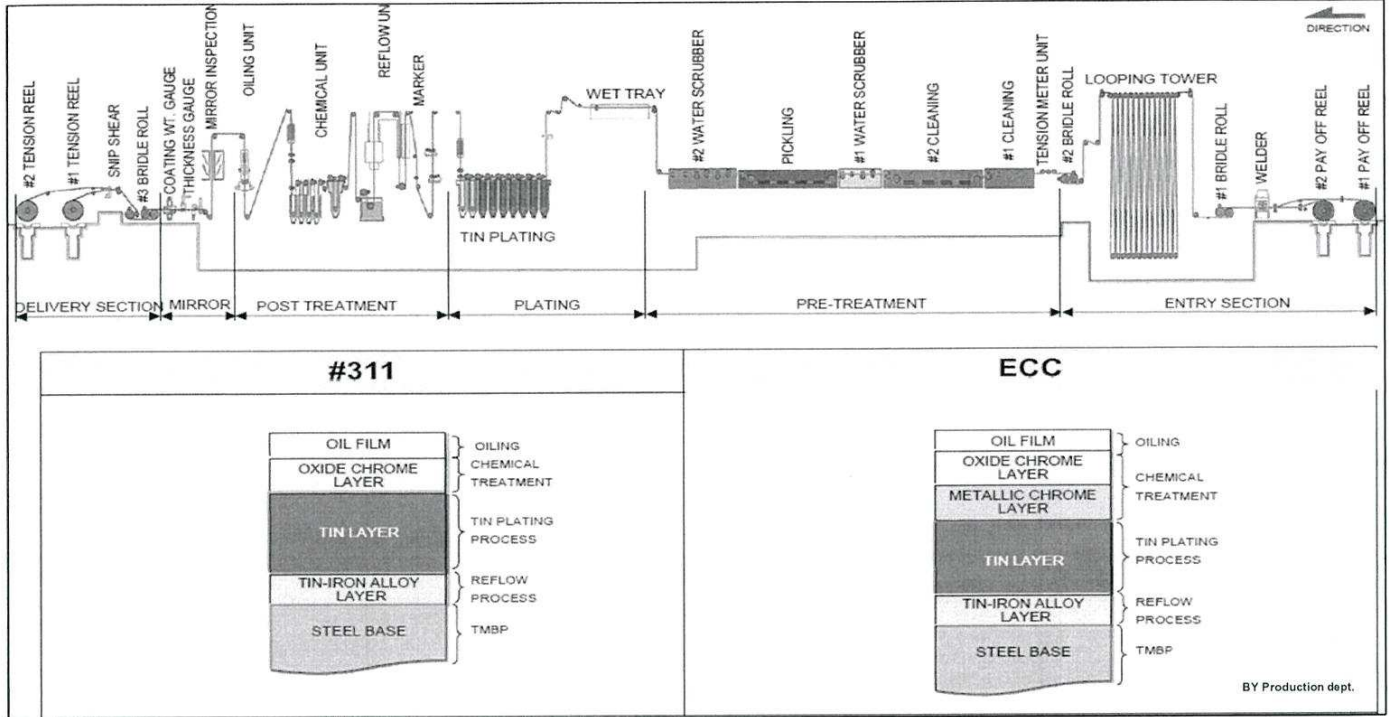 DIRECTION
#2 TENSION REEL
#1 TENSION REEL
SNIP SHEAR
#3 BRIDLE ROLL
COATING WT. GAUGE
THICKNESS GAUGE
MIRROR INSPECTION
OILING UNIT
CHEMICAL UNIT
REFLOW UN
MARKER
TIN PLATING
WET TRAY
#2 WATER SCRUBBER
PICKLING
#1 WATER SCRUBBER
#2 CLEANING
#1 CLEANING
TENSION METER UNIT
#2 BRIDLE ROLL
LOOPING TOWER
#1 BRIDLE ROLL
WELDER
#2 PAY OFF REEL
#1 PAY OFF REEL
DELIVERY SECTION
MIRROR
POST TREATMENT
PLATING
PRE-TREATMENT
ENTRY SECTION
#311
OIL FILM
OILING
OXIDE CHROME
LAYER
CHEMICAL
TREATMENT
TIN LAYER
TIN PLATING
PROCESS
TIN-IRON ALLOY
LAYER
REFLOW
PROCESS
STEEL BASE
TMBP
ECC
OIL FILM
OILING
OXIDE CHROME
LAYER
METALLIC CHROME
LAYER
CHEMICAL
TREATMENT
TIN LAYER
TIN PLATING
PROCESS
TIN-IRON ALLOY
LAYER
REFLOW
PROCESS
STEEL BASE
TMBP
BY Production dept.